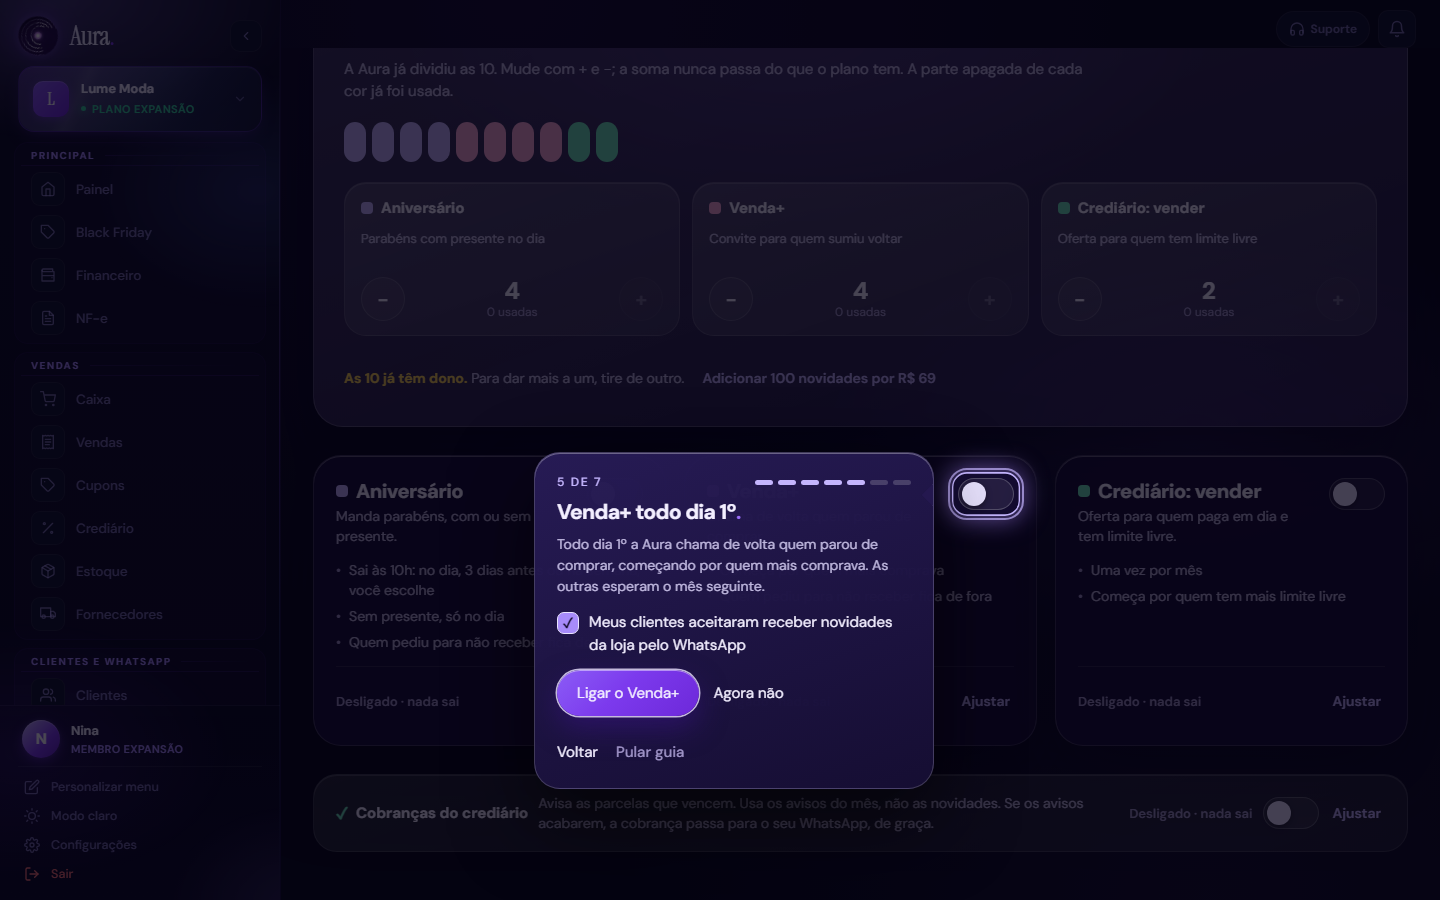 Aura.
Suporte
L
Lume Moda
PLANO EXPANSÃO
PRINCIPAL
Painel
Black Friday
Financeiro
NF-e
VENDAS
Caixa
Vendas
Cupons
Crediário
Estoque
Fornecedores
CLIENTES E WHATSAPP
Clientes
N
Nina
MEMBRO EXPANSÃO
Personalizar menu
Modo claro
Configurações
Sair
A Aura já dividiu as 10. Mude com + e −; a soma nunca passa do que o plano tem. A parte apagada de cada
cor já foi usada.
Aniversário
Parabéns com presente no dia
− 4 +
0 usadas
Venda+
Convite para quem sumiu voltar
− 4 +
0 usadas
Crediário: vender
Oferta para quem tem limite livre
− 2 +
0 usadas
As 10 já têm dono. Para dar mais a um, tire de outro. Adicionar 100 novidades por R$ 69
Aniversário
Manda parabéns, com ou sem
presente.
• Sai às 10h: no dia, 3 dias ante
você escolhe
• Sem presente, só no dia
• Quem pediu para não recebe
Desligado · nada sai
5 DE 7
Venda+ todo dia 1º.
Todo dia 1º a Aura chama de volta quem parou de
comprar, começando por quem mais comprava. As
outras esperam o mês seguinte.
✓ Meus clientes aceitaram receber novidades
da loja pelo WhatsApp
Ligar o Venda+
Agora não
Voltar
Pular guia
va
a de fora
Ajustar
Crediário: vender
Oferta para quem paga em dia e
tem limite livre.
• Uma vez por mês
• Começa por quem tem mais limite livre
Desligado · nada sai
Ajustar
✓ Cobranças do crediário
Avisa as parcelas que vencem. Usa os avisos do mês, não as novidades. Se os avisos
acabarem, a cobrança passa para o seu WhatsApp, de graça.
Desligado · nada sai
Ajustar